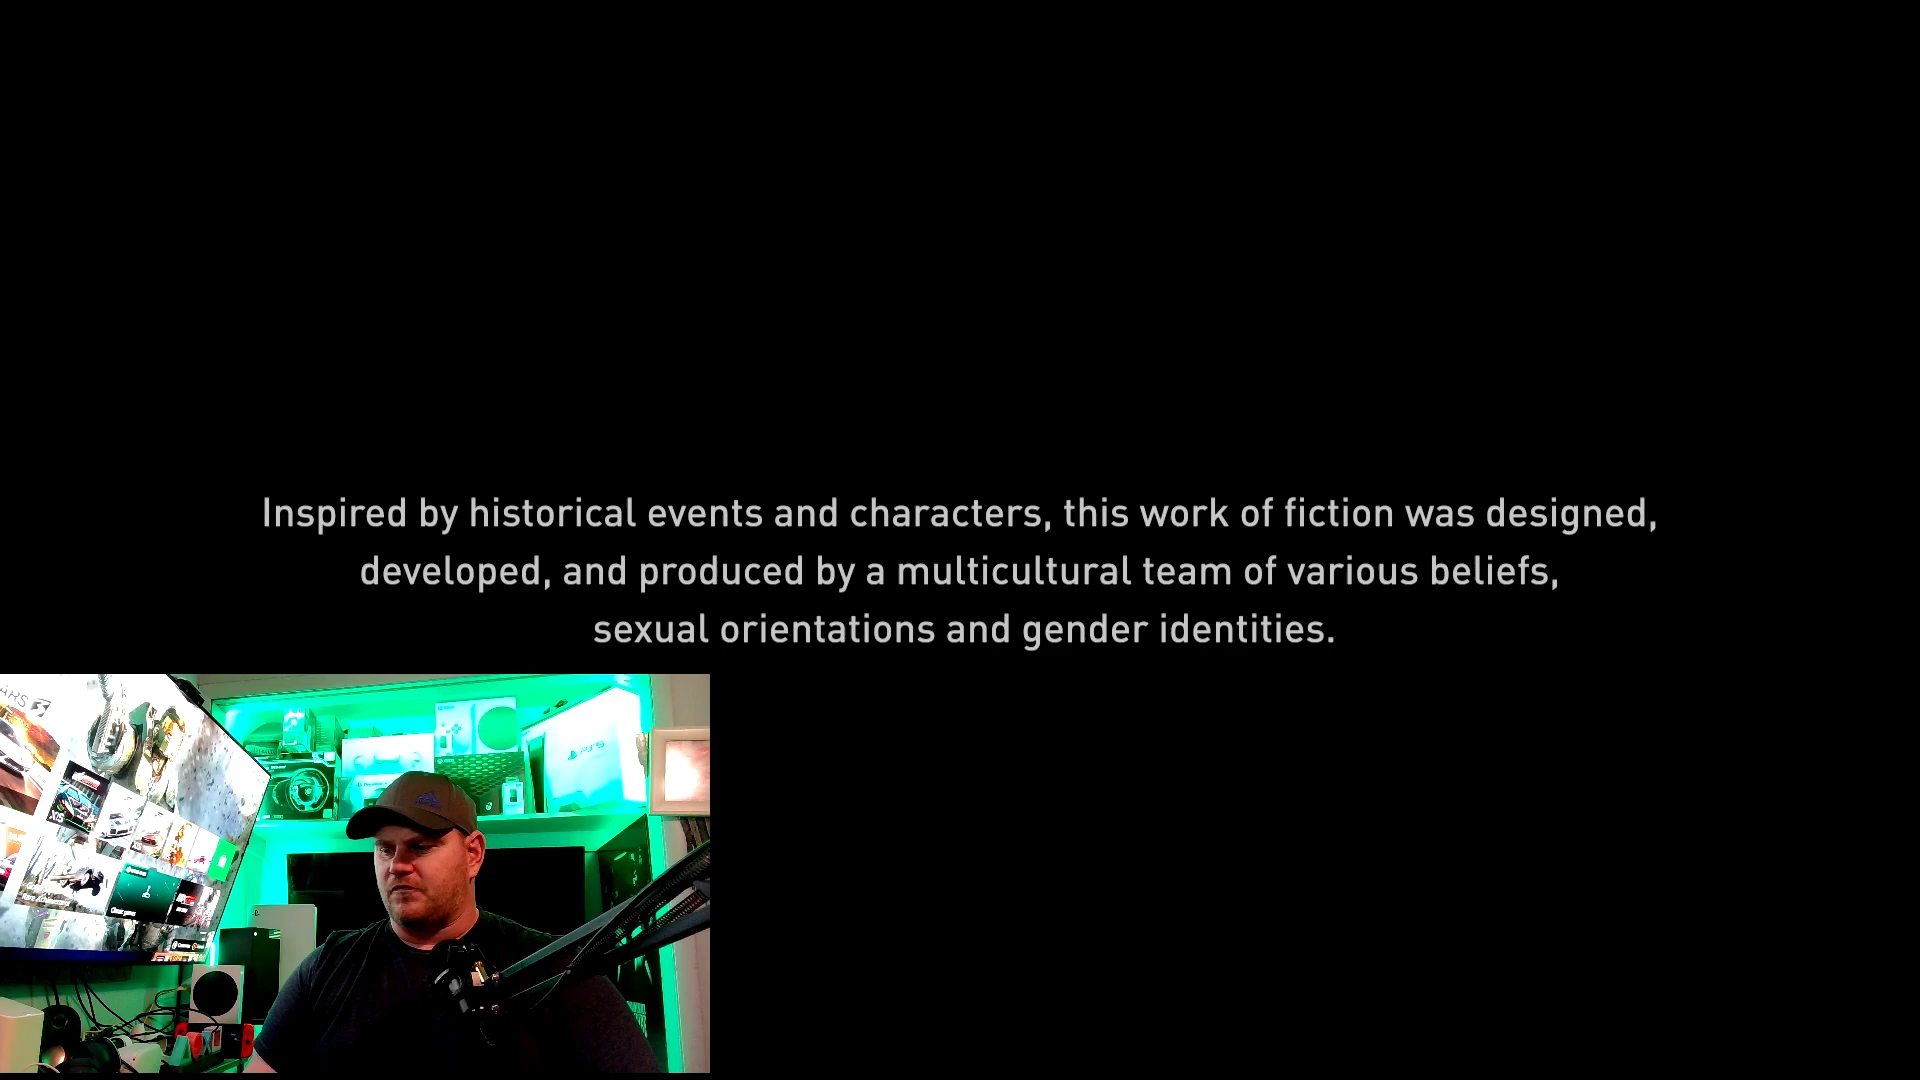 Inspired by historical events and characters, this work of fiction was designed,
developed, and produced by a multicultural team of various beliefs,
sexual orientations and gender identities.
PS5